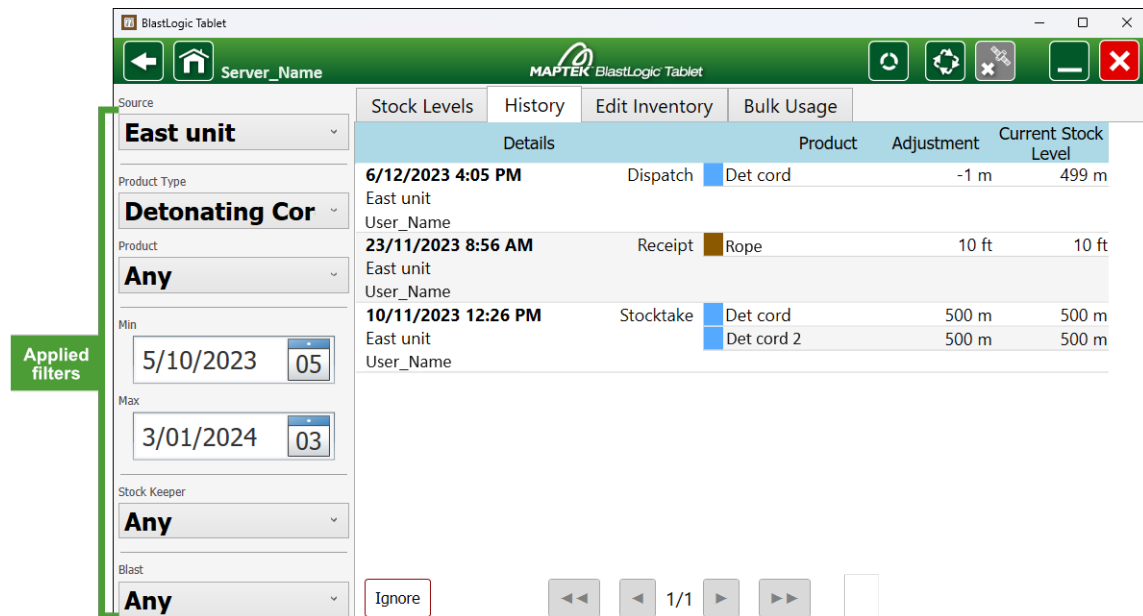 BlastLogic Tablet
Server_Name
MAPTEK BlastLogic Tablet
Applied filters
Source
East unit
Product Type
Detonating Cor
Product
Any
Min
5/10/2023 05
Max
3/01/2024 03
Stock Keeper
Any
Blast
Any
Stock Levels History Edit Inventory Bulk Usage
Details Product Adjustment Current Stock Level
6/12/2023 4:05 PM Dispatch Det cord -1 m 499 m
East unit
User_Name
23/11/2023 8:56 AM Receipt Rope 10 ft 10 ft
East unit
User_Name
10/11/2023 12:26 PM Stocktake Det cord 500 m 500 m
East unit Det cord 2 500 m 500 m
User_Name
Ignore 1/1